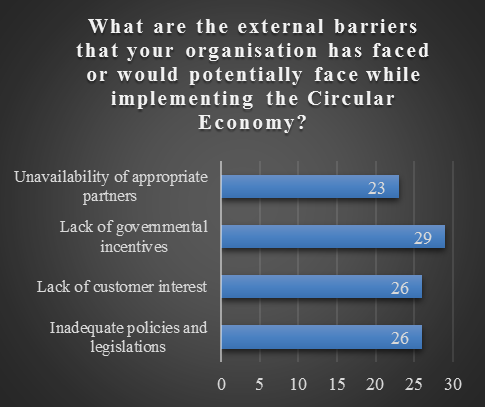 What are the external barriers
that your organisation has faced
or would potentially face while
implementing the Circular
Economy?
Unavailability of appropriate
partners
23
Lack of governmental
incentives
29
Lack of customer interest
26
Inadequate policies and
legislations
26
0 5 10 15 20 25 30